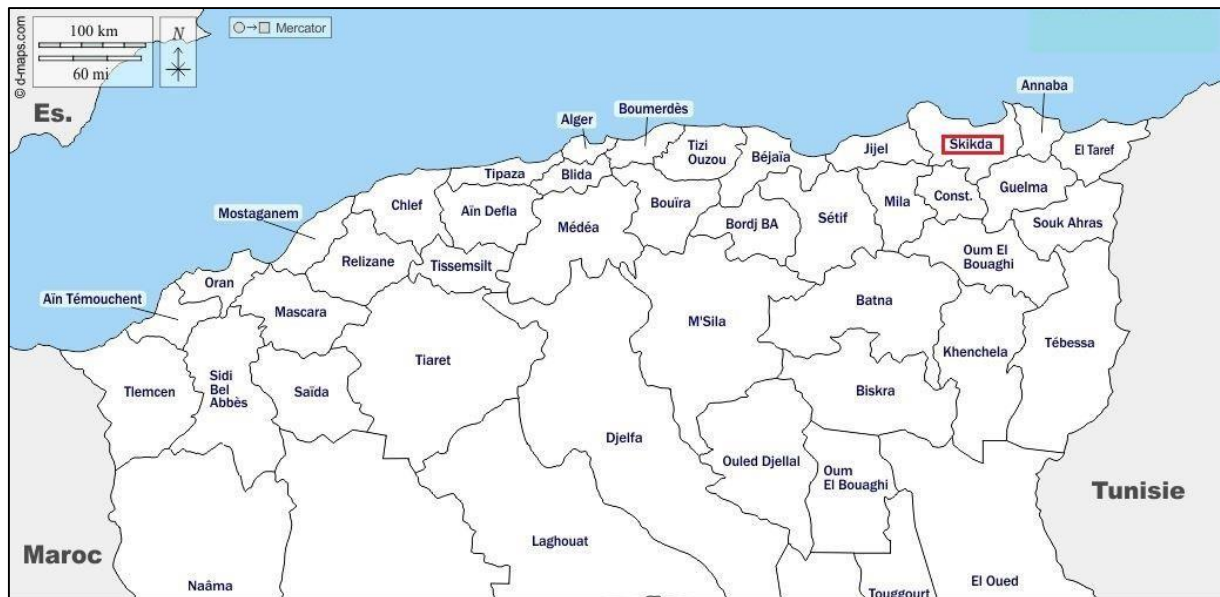 100 km
60 mi
N
Mercator
© d-maps.com
Es.
Annaba
Boumerdès
Alger
Skikda
El Taref
Jijel
Tizi
Ouzou
Béjaïa
Tipaza
Blida
Guelma
Const.
Mila
Chlef
Aïn Defla
Bouïra
Mostaganem
Médéa
Bordj BA
Sétif
Souk Ahras
Oum El
Bouaghi
Relizane
Tissemsilt
Oran
Aïn Témouchent
Mascara
Batna
M'Sila
Tébessa
Khenchela
Tiaret
Tlemcen
Sidi
Bel
Abbès
Saïda
Biskra
Djelfa
Ouled Djellal
Oum
El Bouaghi
Tunisie
Maroc
Laghouat
Naâma
El Oued
Touggourt